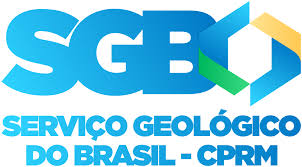 SGB
SERVIÇO GEOLÓGICO
DO BRASIL - CPRM